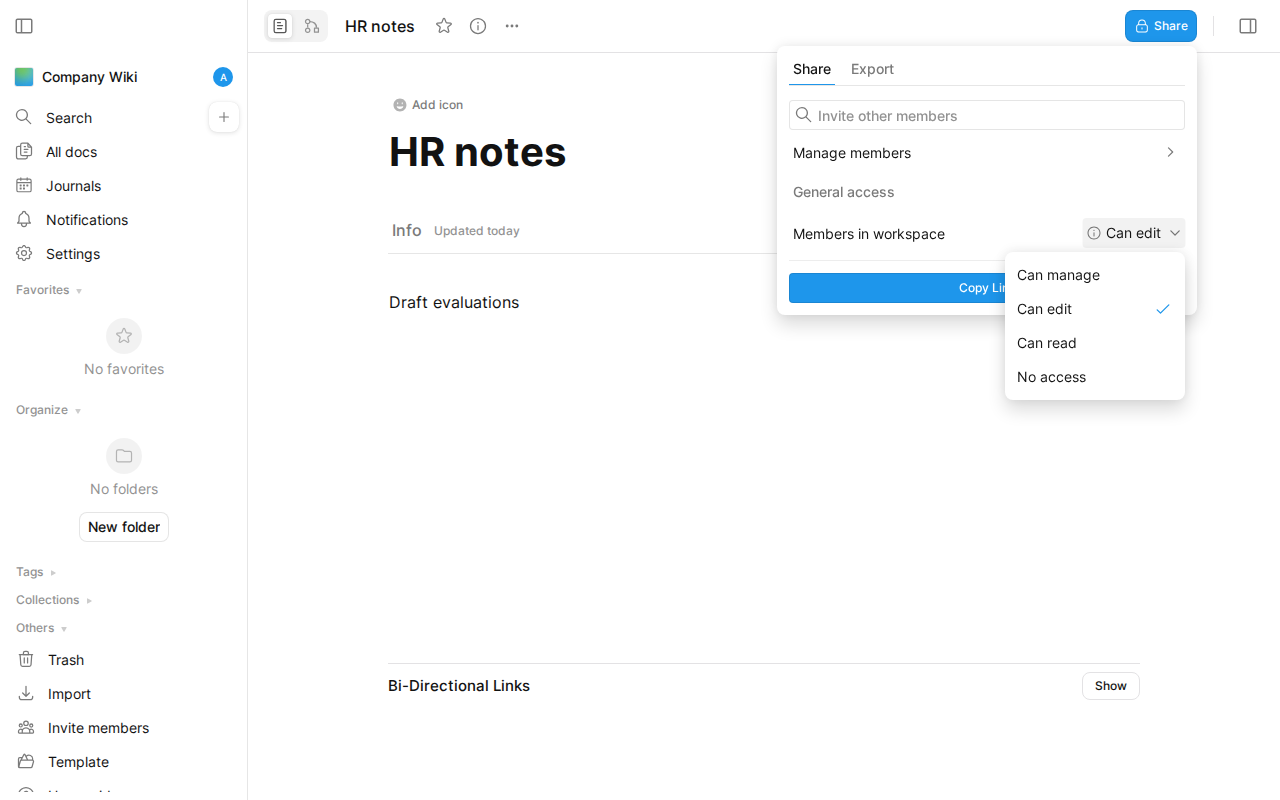 HR notes
Share
Company Wiki
A
Search
All docs
Journals
Notifications
Settings
Favorites
No favorites
Organize
No folders
New folder
Tags
Collections
Others
Trash
Import
Invite members
Template
Add icon
HR notes
Info Updated today
Draft evaluations
Bi-Directional Links
Show
Share Export
Invite other members
Manage members
General access
Members in workspace Can edit
Copy
Can manage
Can edit
Can read
No access